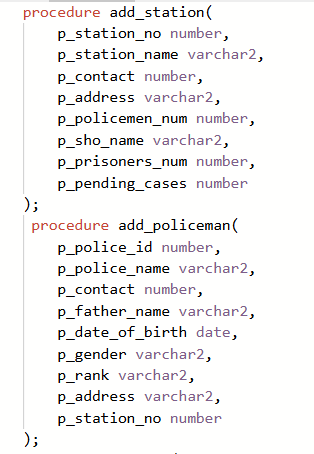 procedure add_station(
p_station_no number,
p_station_name varchar2,
p_contact number,
p_address varchar2,
p_policemen_num number,
p_sho_name varchar2,
p_prisoners_num number,
p_pending_cases number
);
procedure add_policeman(
p_police_id number,
p_police_name varchar2,
p_contact number,
p_father_name varchar2,
p_date_of_birth date,
p_gender varchar2,
p_rank varchar2,
p_address varchar2,
p_station_no number
);